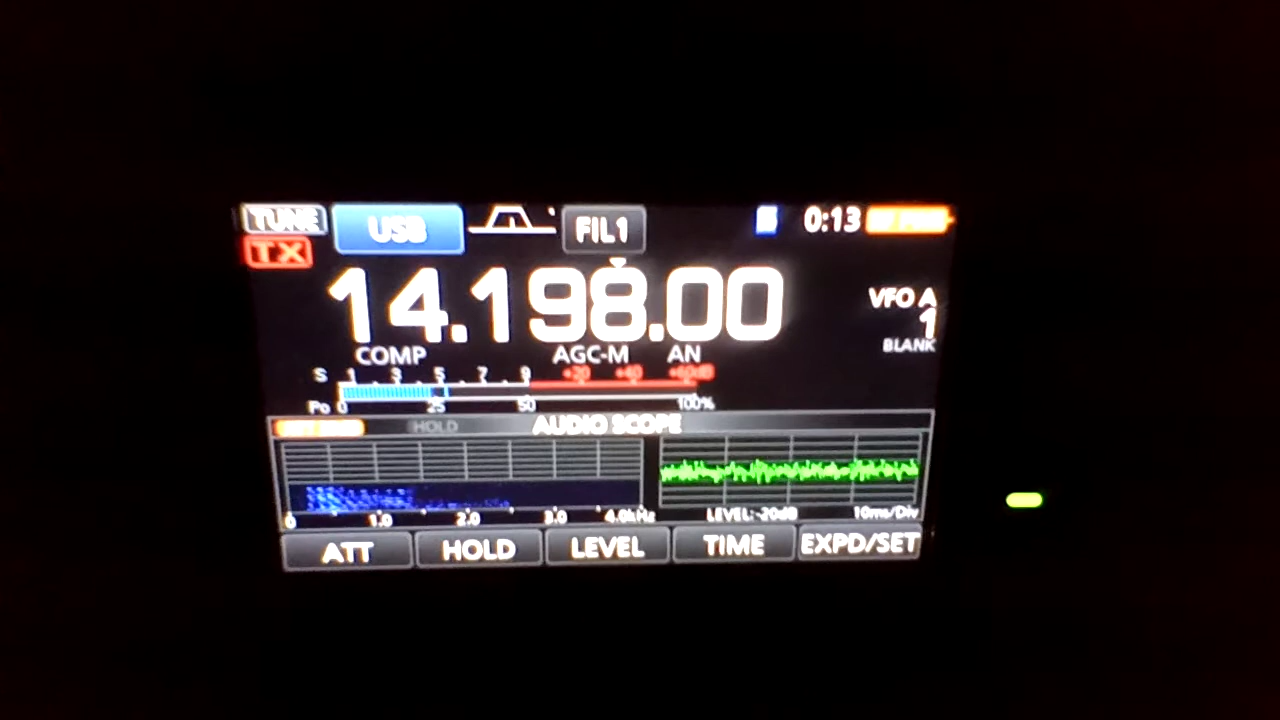 TUNE USB FIL1 0:13
TX
14.198.00
VFO A
1
BLANK
COMP AGC-M AN
S 1 3 5 7 9 +20 +40 +60dB
Po 0 25 50 100%
HOLD AUDIO SCOPE
0 1.0 2.0 3.0 4.0kHz LEVEL:-20dB 10ms/Div
ATT HOLD LEVEL TIME EXPD/SET